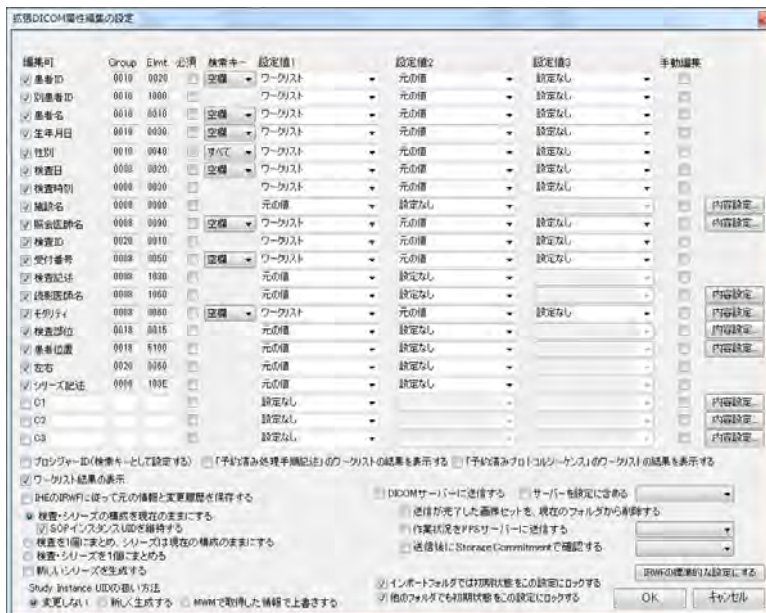 拡張DICOM属性編集の設定
編集可 Group Elmt 必須 検索キー 設定値1 設定値2 設定値3 手動編集
患者ID 0010 0020 空欄 ワークリスト 元の値 設定なし
別患者ID 0010 1000 ワークリスト 元の値 設定なし
患者名 0010 0010 空欄 ワークリスト 元の値 設定なし
生年月日 0010 0030 空欄 ワークリスト 元の値 設定なし
性別 0010 0040 すべて ワークリスト 元の値 設定なし
検査日 0008 0020 空欄 ワークリスト 元の値 設定なし
検査時刻 0008 ワークリスト 元の値 設定なし
施設名 0008 元の値 設定なし 内容設定...
照会医師名 0008 0090 空欄 ワークリスト 元の値 設定なし 内容設定...
検査ID 0020 0010 ワークリスト 元の値 設定なし
受付番号 0008 0050 空欄 ワークリスト 元の値 設定なし
検査記述 0008 1030 元の値 設定なし
読影医師名 0008 1060 元の値 設定なし 内容設定...
モダリティ 0008 0060 空欄 ワークリスト 元の値 設定なし 内容設定...
検査部位 0018 0015 元の値 設定なし 内容設定...
患者位置 0018 5100 元の値 設定なし 内容設定...
左右 0020 0060 元の値 設定なし
シリーズ記述 0008 103E 元の値 設定なし 内容設定...
C1 設定なし 内容設定...
C2 設定なし 内容設定...
C3 設定なし 内容設定...
プロシジャーID(検索キーとして設定する) 「予約済み処理手順記述」のワークリストの結果を表示する 「予約済みプロトコルシーケンス」のワークリストの結果を表示する
ワークリスト結果の表示
IHEのIRWFに従って元の情報と変更履歴を保存する
検査・シリーズの構成を現在のままにする
SOPインスタンスUIDを維持する
検査を1個にまとめ、シリーズは現在の構成のままにする
検査・シリーズを1個にまとめる
新しいシリーズを生成する
Study Instance UIDの扱い方法
変更しない 新しく生成する MWMで取得した情報で上書きする
DICOMサーバーに送信する サーバーを設定に含める
送信が完了した画像セットを、現在のフォルダから削除する
作業状況をPPSサーバーに送信する
送信後にStorageCommitmentで確認する
IRWFの標準的な設定にする
インポートフォルダでは初期状態をこの設定にロックする
他のフォルダでも初期状態をこの設定にロックする
OK キャンセル